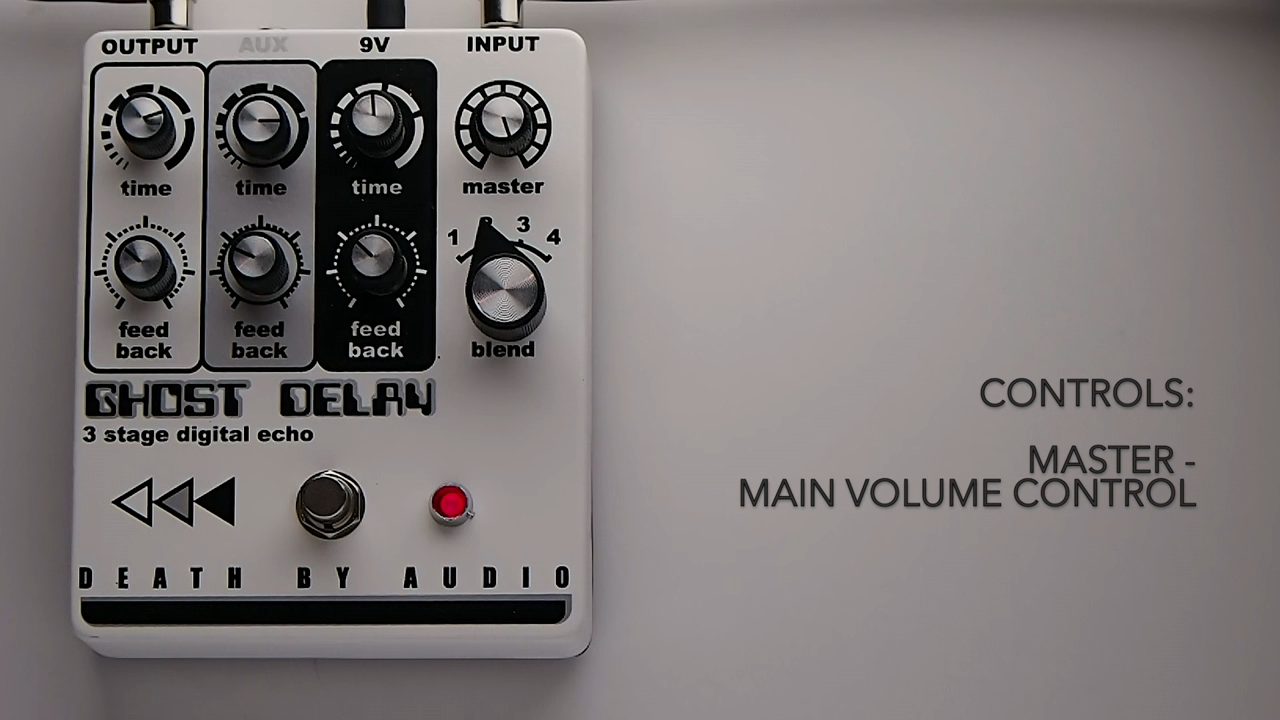 OUTPUT AUX 9V INPUT
time time time master
1 2 3 4
feed back feed back feed back blend
GHOST DELAY
3 stage digital echo
DEATH BY AUDIO
CONTROLS:
MASTER -
MAIN VOLUME CONTROL